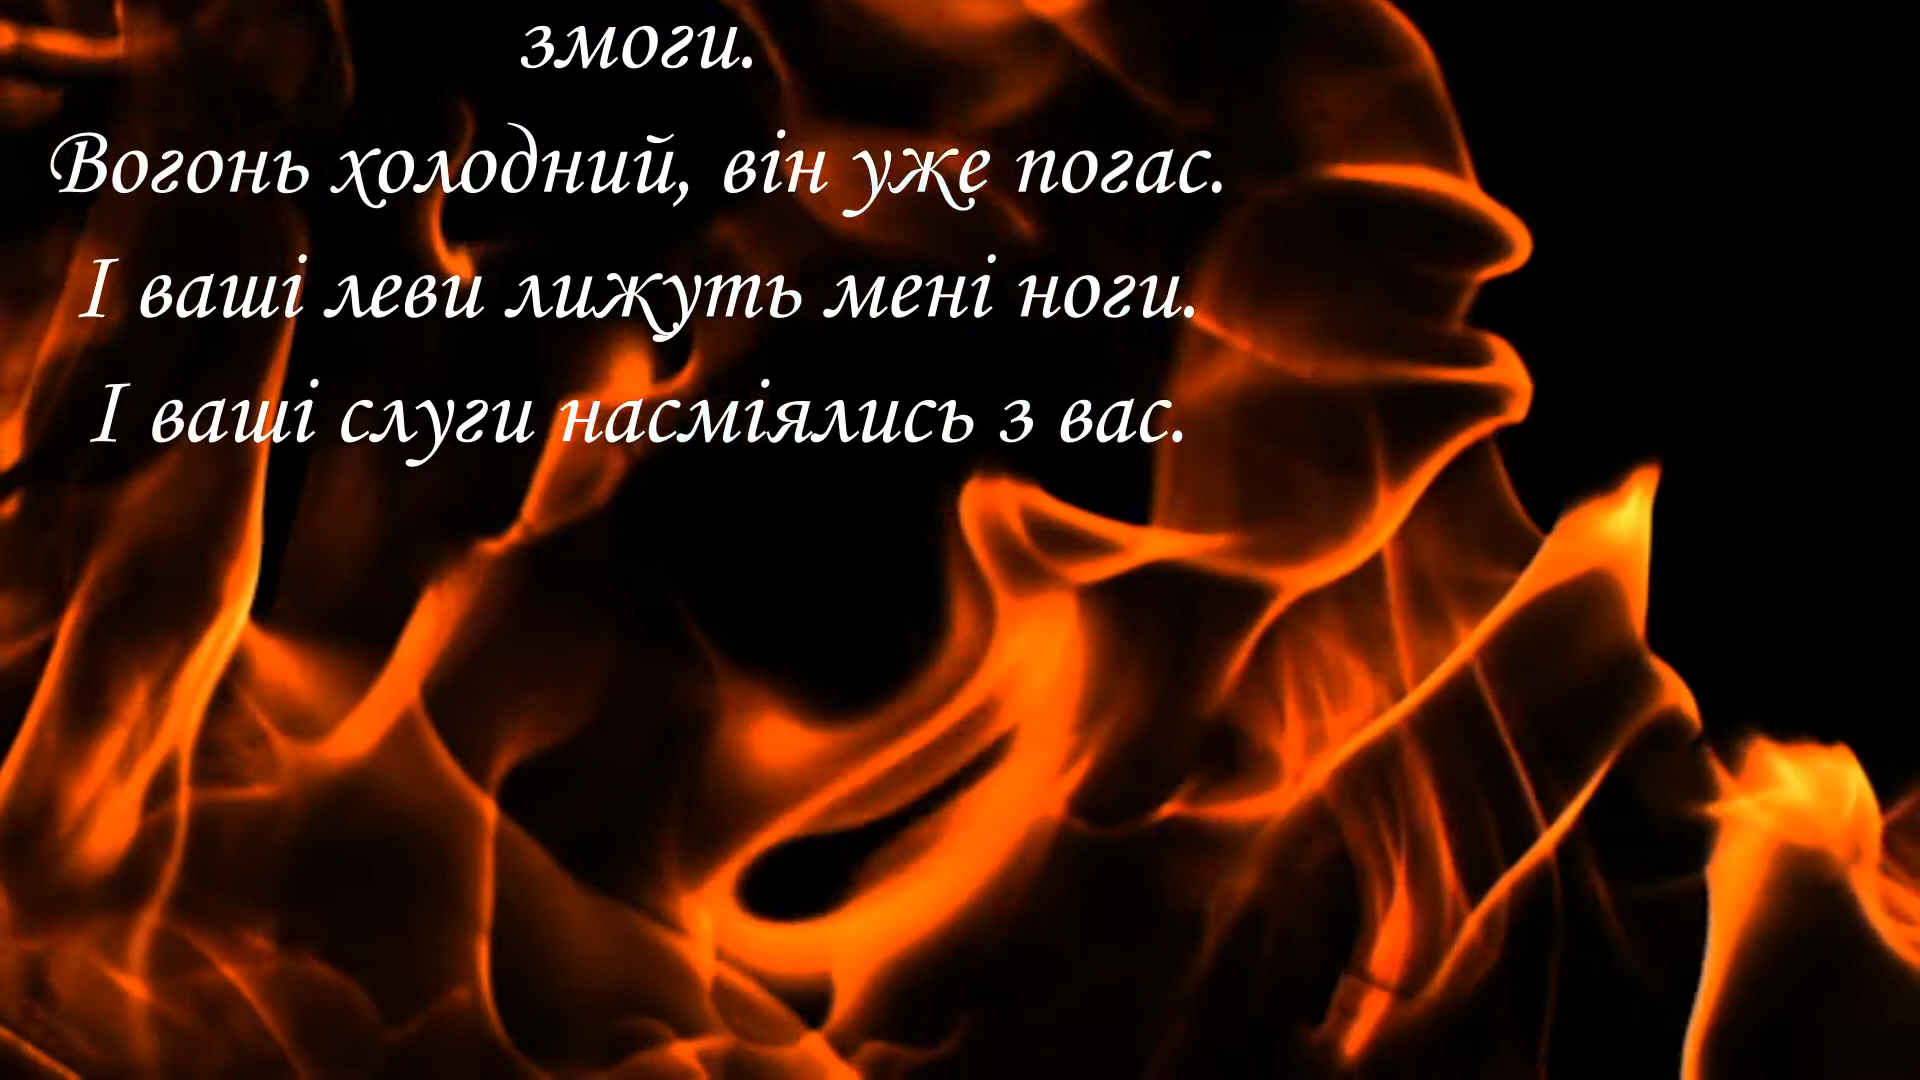 змоги.
Вогонь холодний, він уже погас.
І ваші леви лижуть мені ноги.
І ваші слуги насміялись з вас.